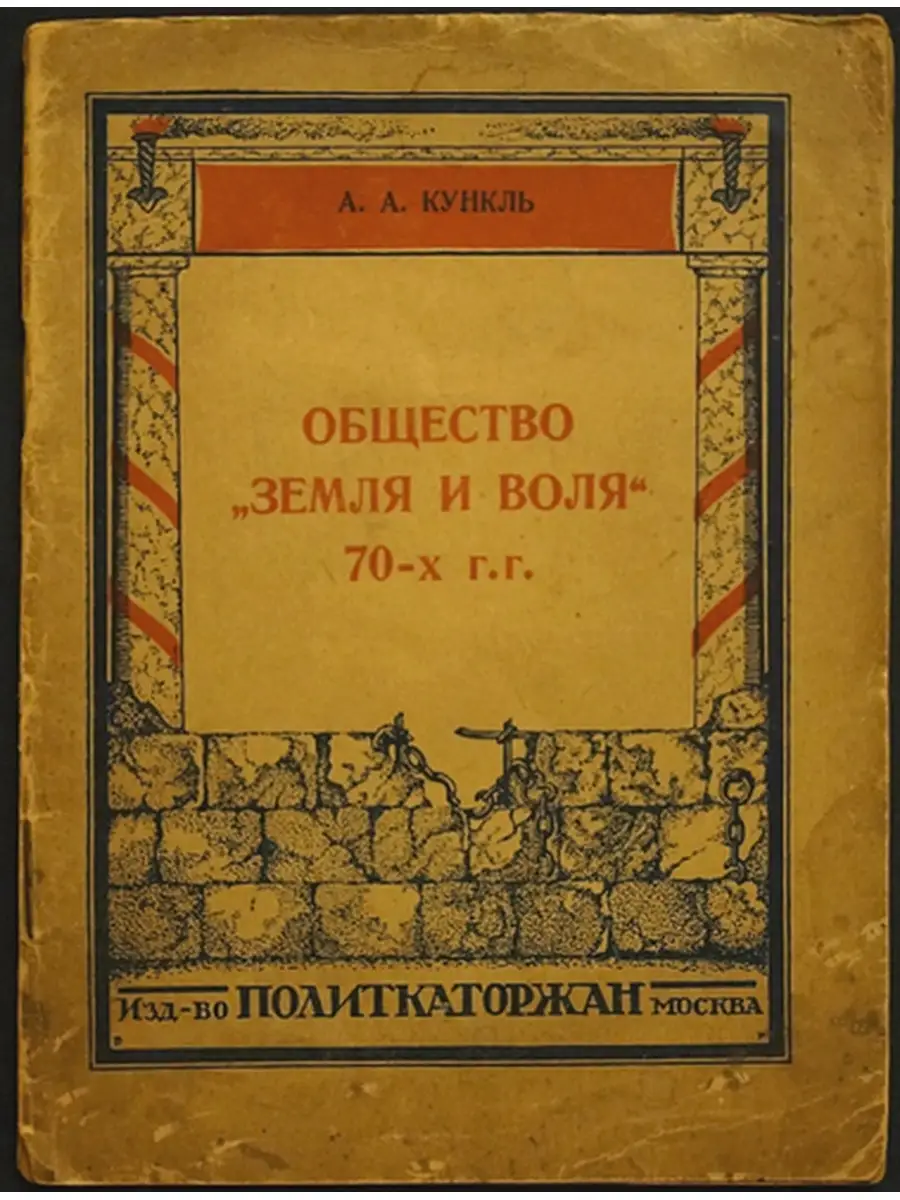 А. А. КУНКЛЬ
ОБЩЕСТВО
„ЗЕМЛЯ И ВОЛЯ“
70-х г.г.
Изд-во ПОЛИТКАТОРЖАН МОСКВА